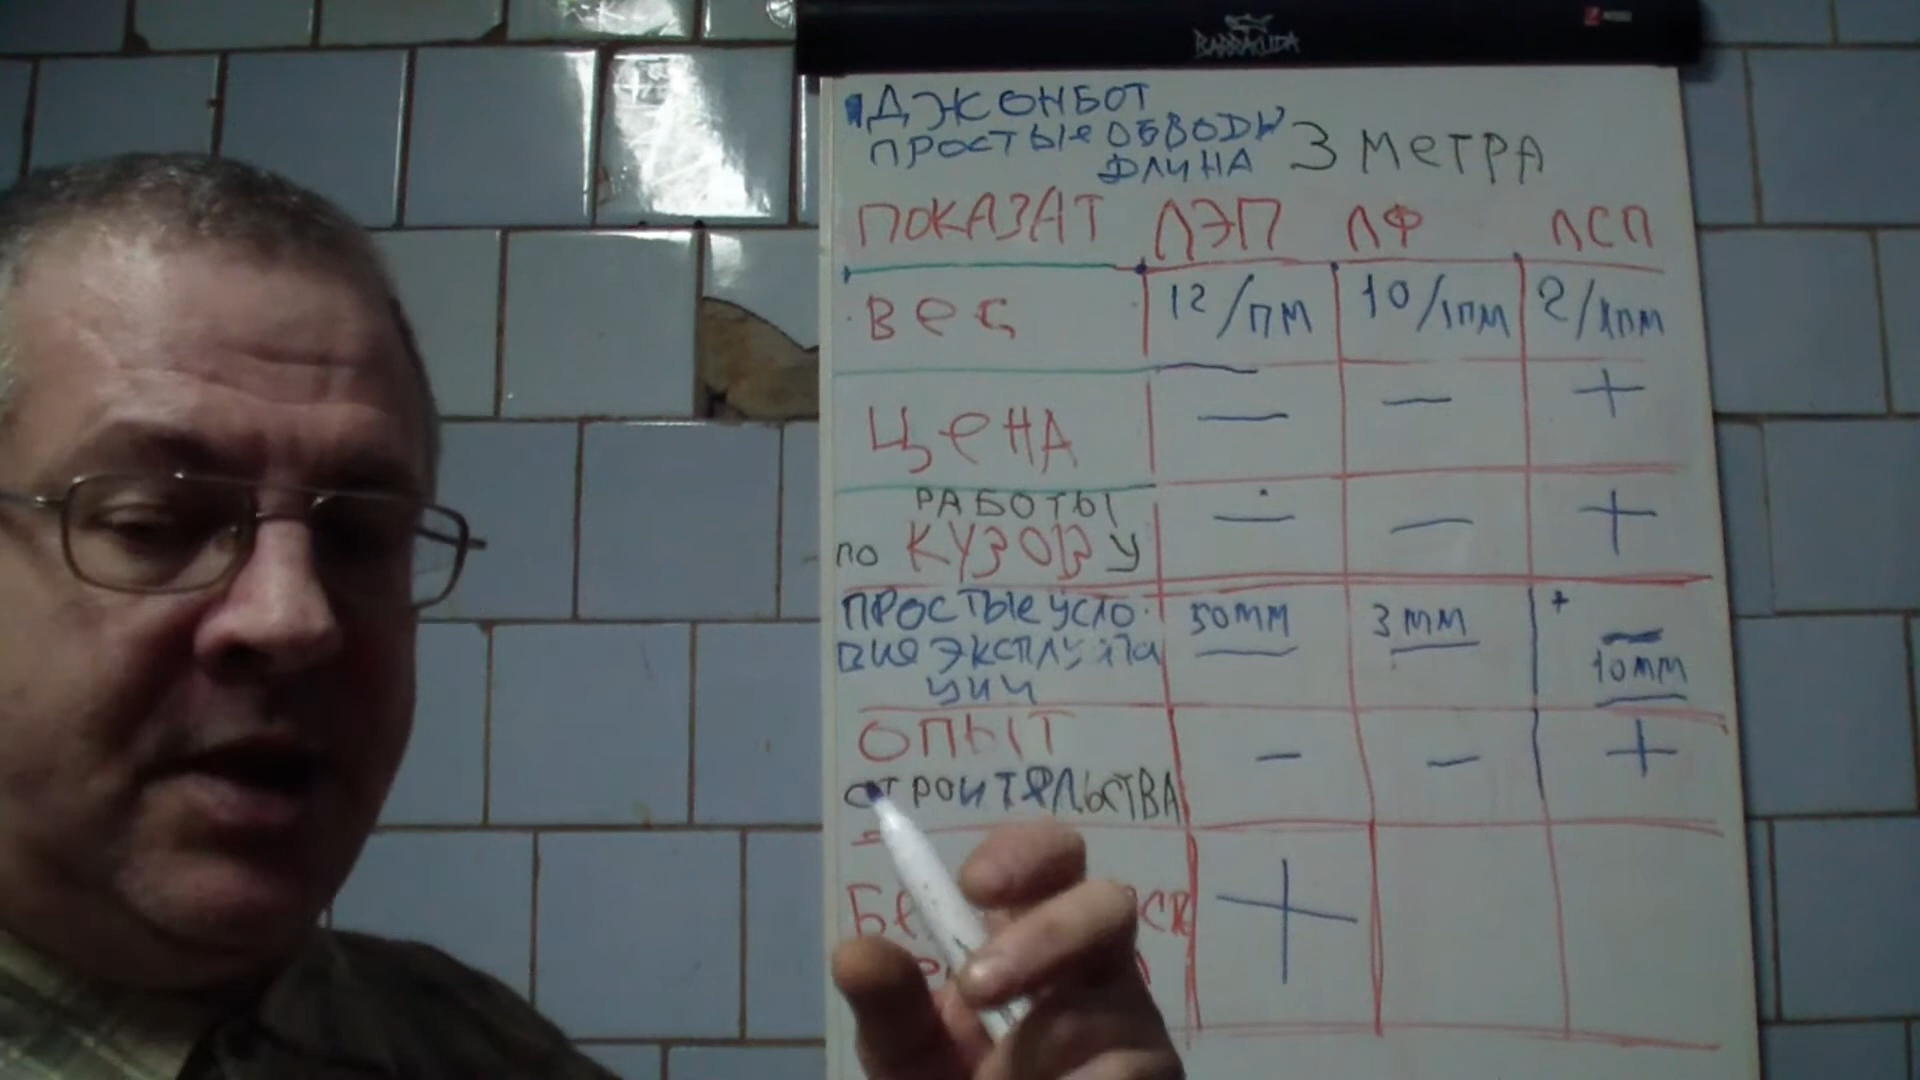 BARRACUDA
ДЖОНБОТ
ПРОСТЫЕ ОБВОДЫ
ДЛИНА 3 МЕТРА
ПОКАЗАТ ЛЭП ЛФ ЛСП
ВЕС 12/ПМ 10/1ПМ 2/1ПМ
ЦЕНА — — +
РАБОТЫ
ПО КУЗОВУ — — +
ПРОСТЫЕ УСЛО 50ММ 3ММ + —
ВИЯ ЭКСПЛУАТА 10ММ
ЦИИ
ОПЫТ - - +
СТРОИТЕЛЬСТВА
+